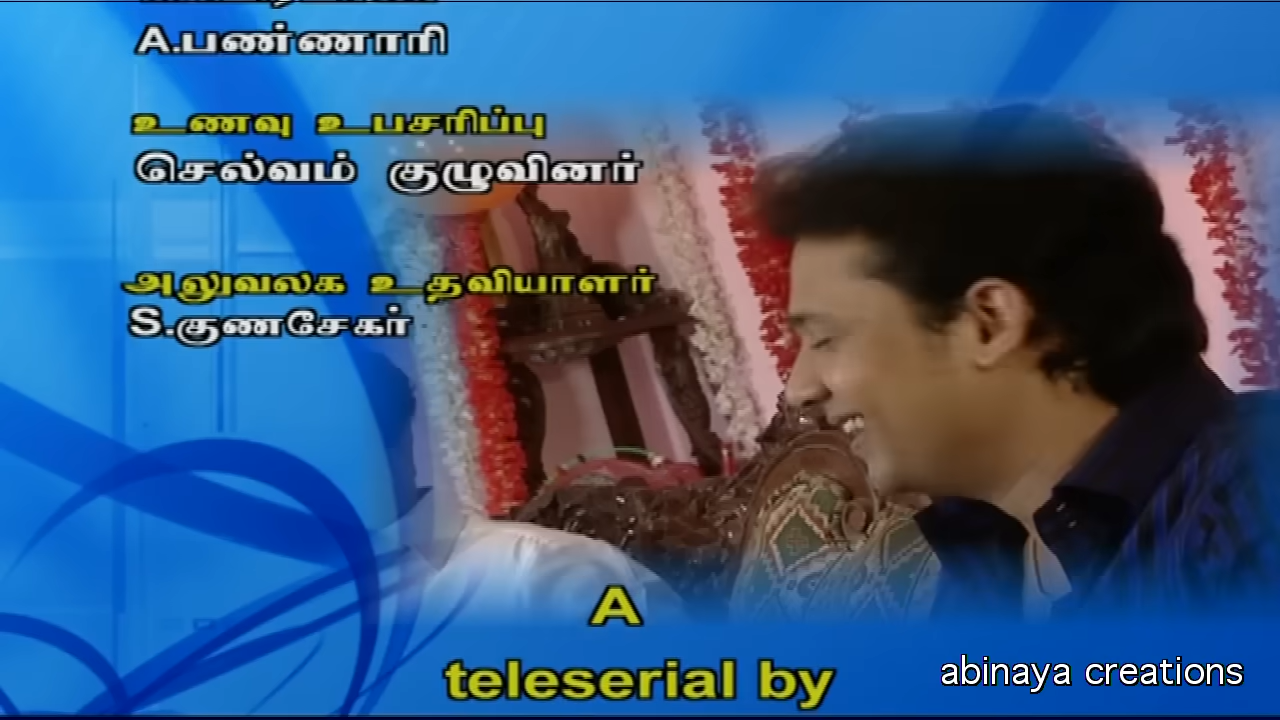 A.பண்ணாரி
உணவு உபசரிப்பு
செல்வம் குழுவினர்
அலுவலக உதவியாளர்
S.குணசேகர்
A
teleserial by
abinaya creations